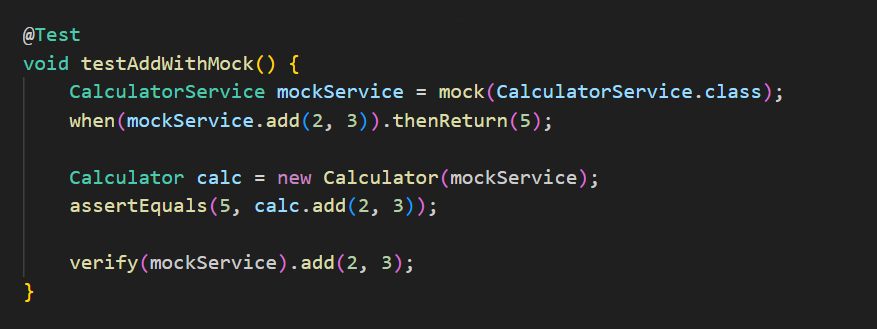 @Test
void testAddWithMock() {
    CalculatorService mockService = mock(CalculatorService.class);
    when(mockService.add(2, 3)).thenReturn(5);

    Calculator calc = new Calculator(mockService);
    assertEquals(5, calc.add(2, 3));

    verify(mockService).add(2, 3);
}